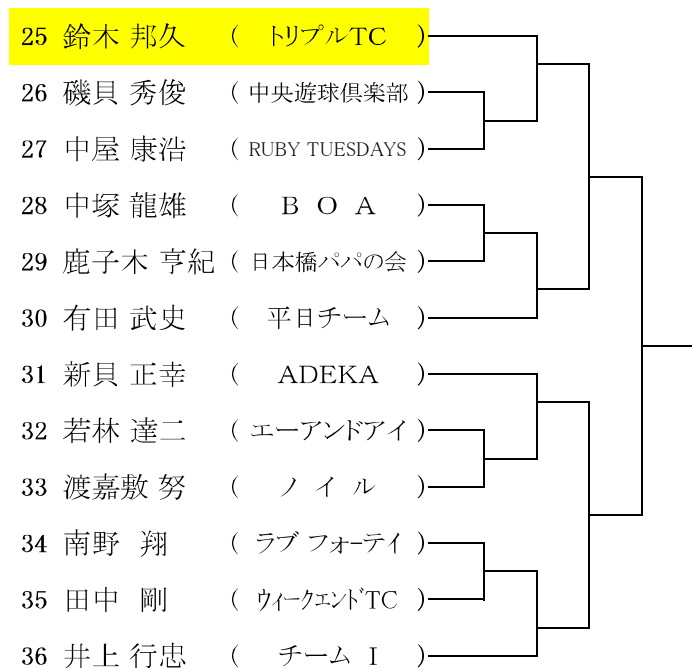 25 鈴木 邦久 ( トリプルTC )
26 磯貝 秀俊 ( 中央遊球倶楽部 )
27 中屋 康浩 ( RUBY TUESDAYS )
28 中塚 龍雄 ( B O A )
29 鹿子木 亨紀 ( 日本橋パパの会 )
30 有田 武史 ( 平日チーム )
31 新貝 正幸 ( ADEKA )
32 若林 達二 ( エーアンドアイ )
33 渡嘉敷 努 ( ノイル )
34 南野 翔 ( ラブ フォーテイ )
35 田中 剛 ( ウィークエンドTC )
36 井上 行忠 ( チーム I )